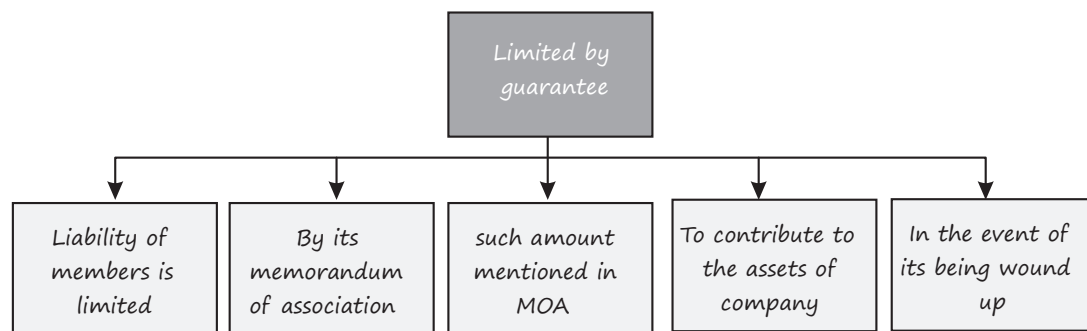 Limited by
guarantee
Liability of
members is
limited
By its
memorandum
of association
such amount
mentioned in
MOA
To contribute to
the assets of
company
In the event of
its being wound
up